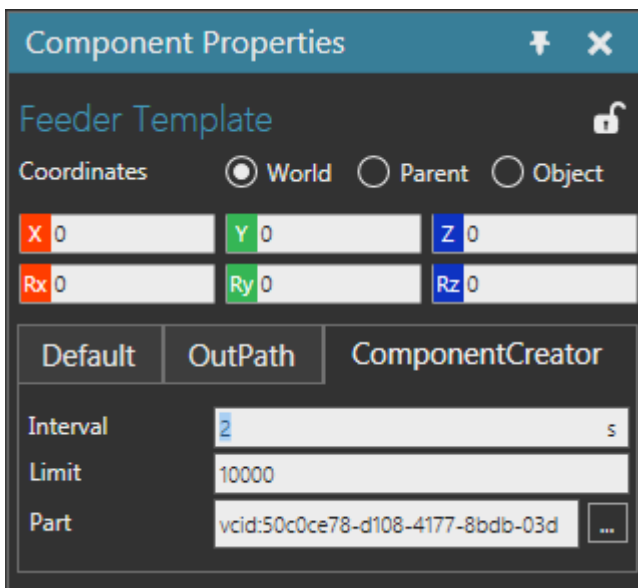 Component Properties
Feeder Template
Coordinates World Parent Object
X 0 Y 0 Z 0
Rx 0 Ry 0 Rz 0
Default OutPath ComponentCreator
Interval 2 s
Limit 10000
Part vcid:50c0ce78-d108-4177-8bdb-03d ...